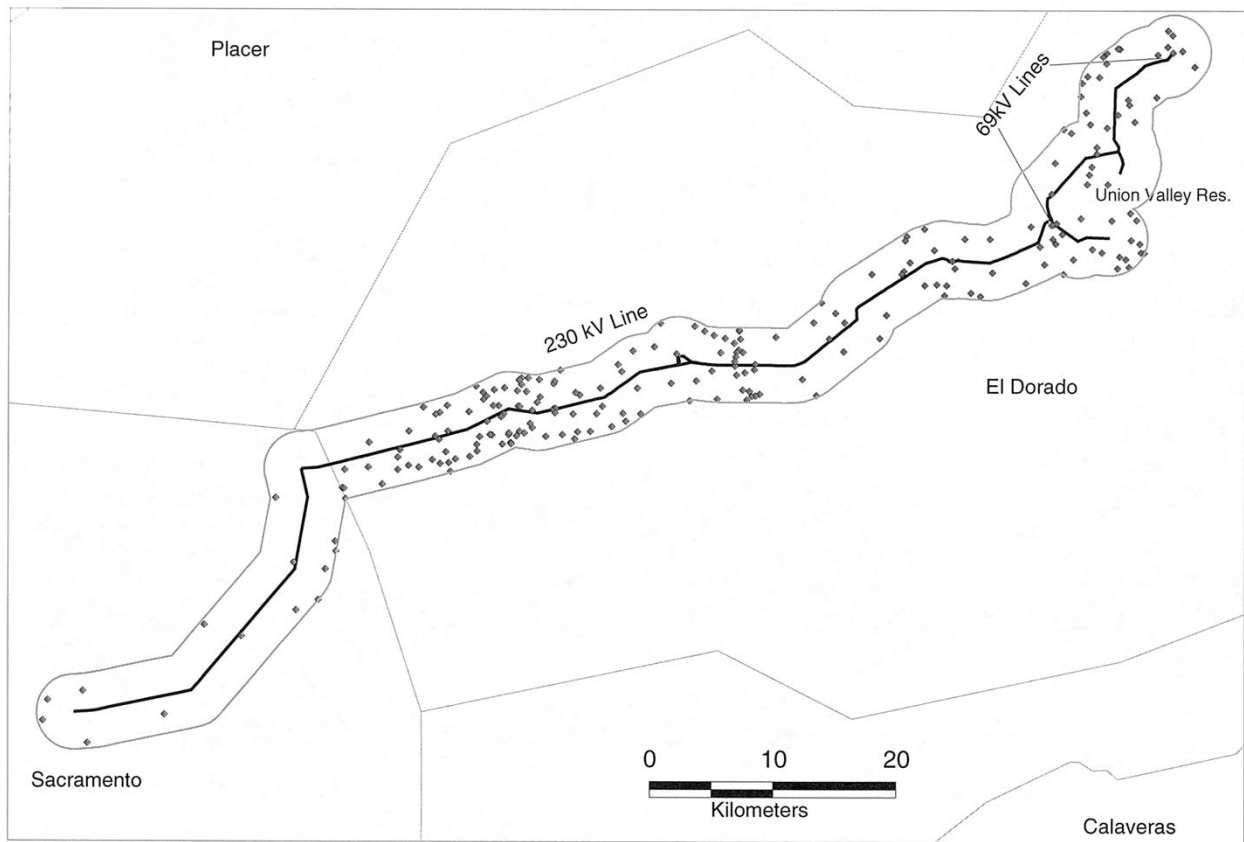 Placer
69kV Lines
Union Valley Res.
230 kV Line
El Dorado
0 10 20
Kilometers
Sacramento
Calaveras